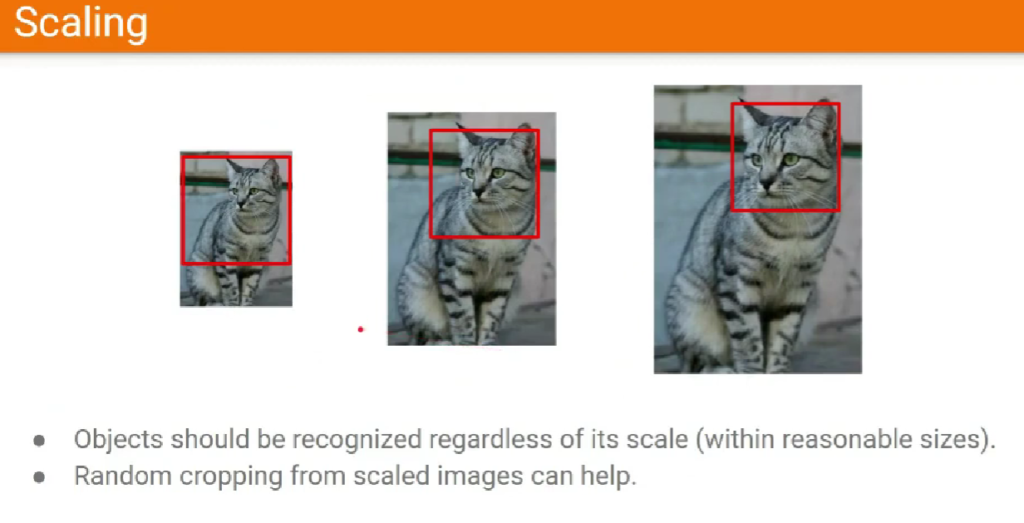 Scaling
● Objects should be recognized regardless of its scale (within reasonable sizes).
● Random cropping from scaled images can help.